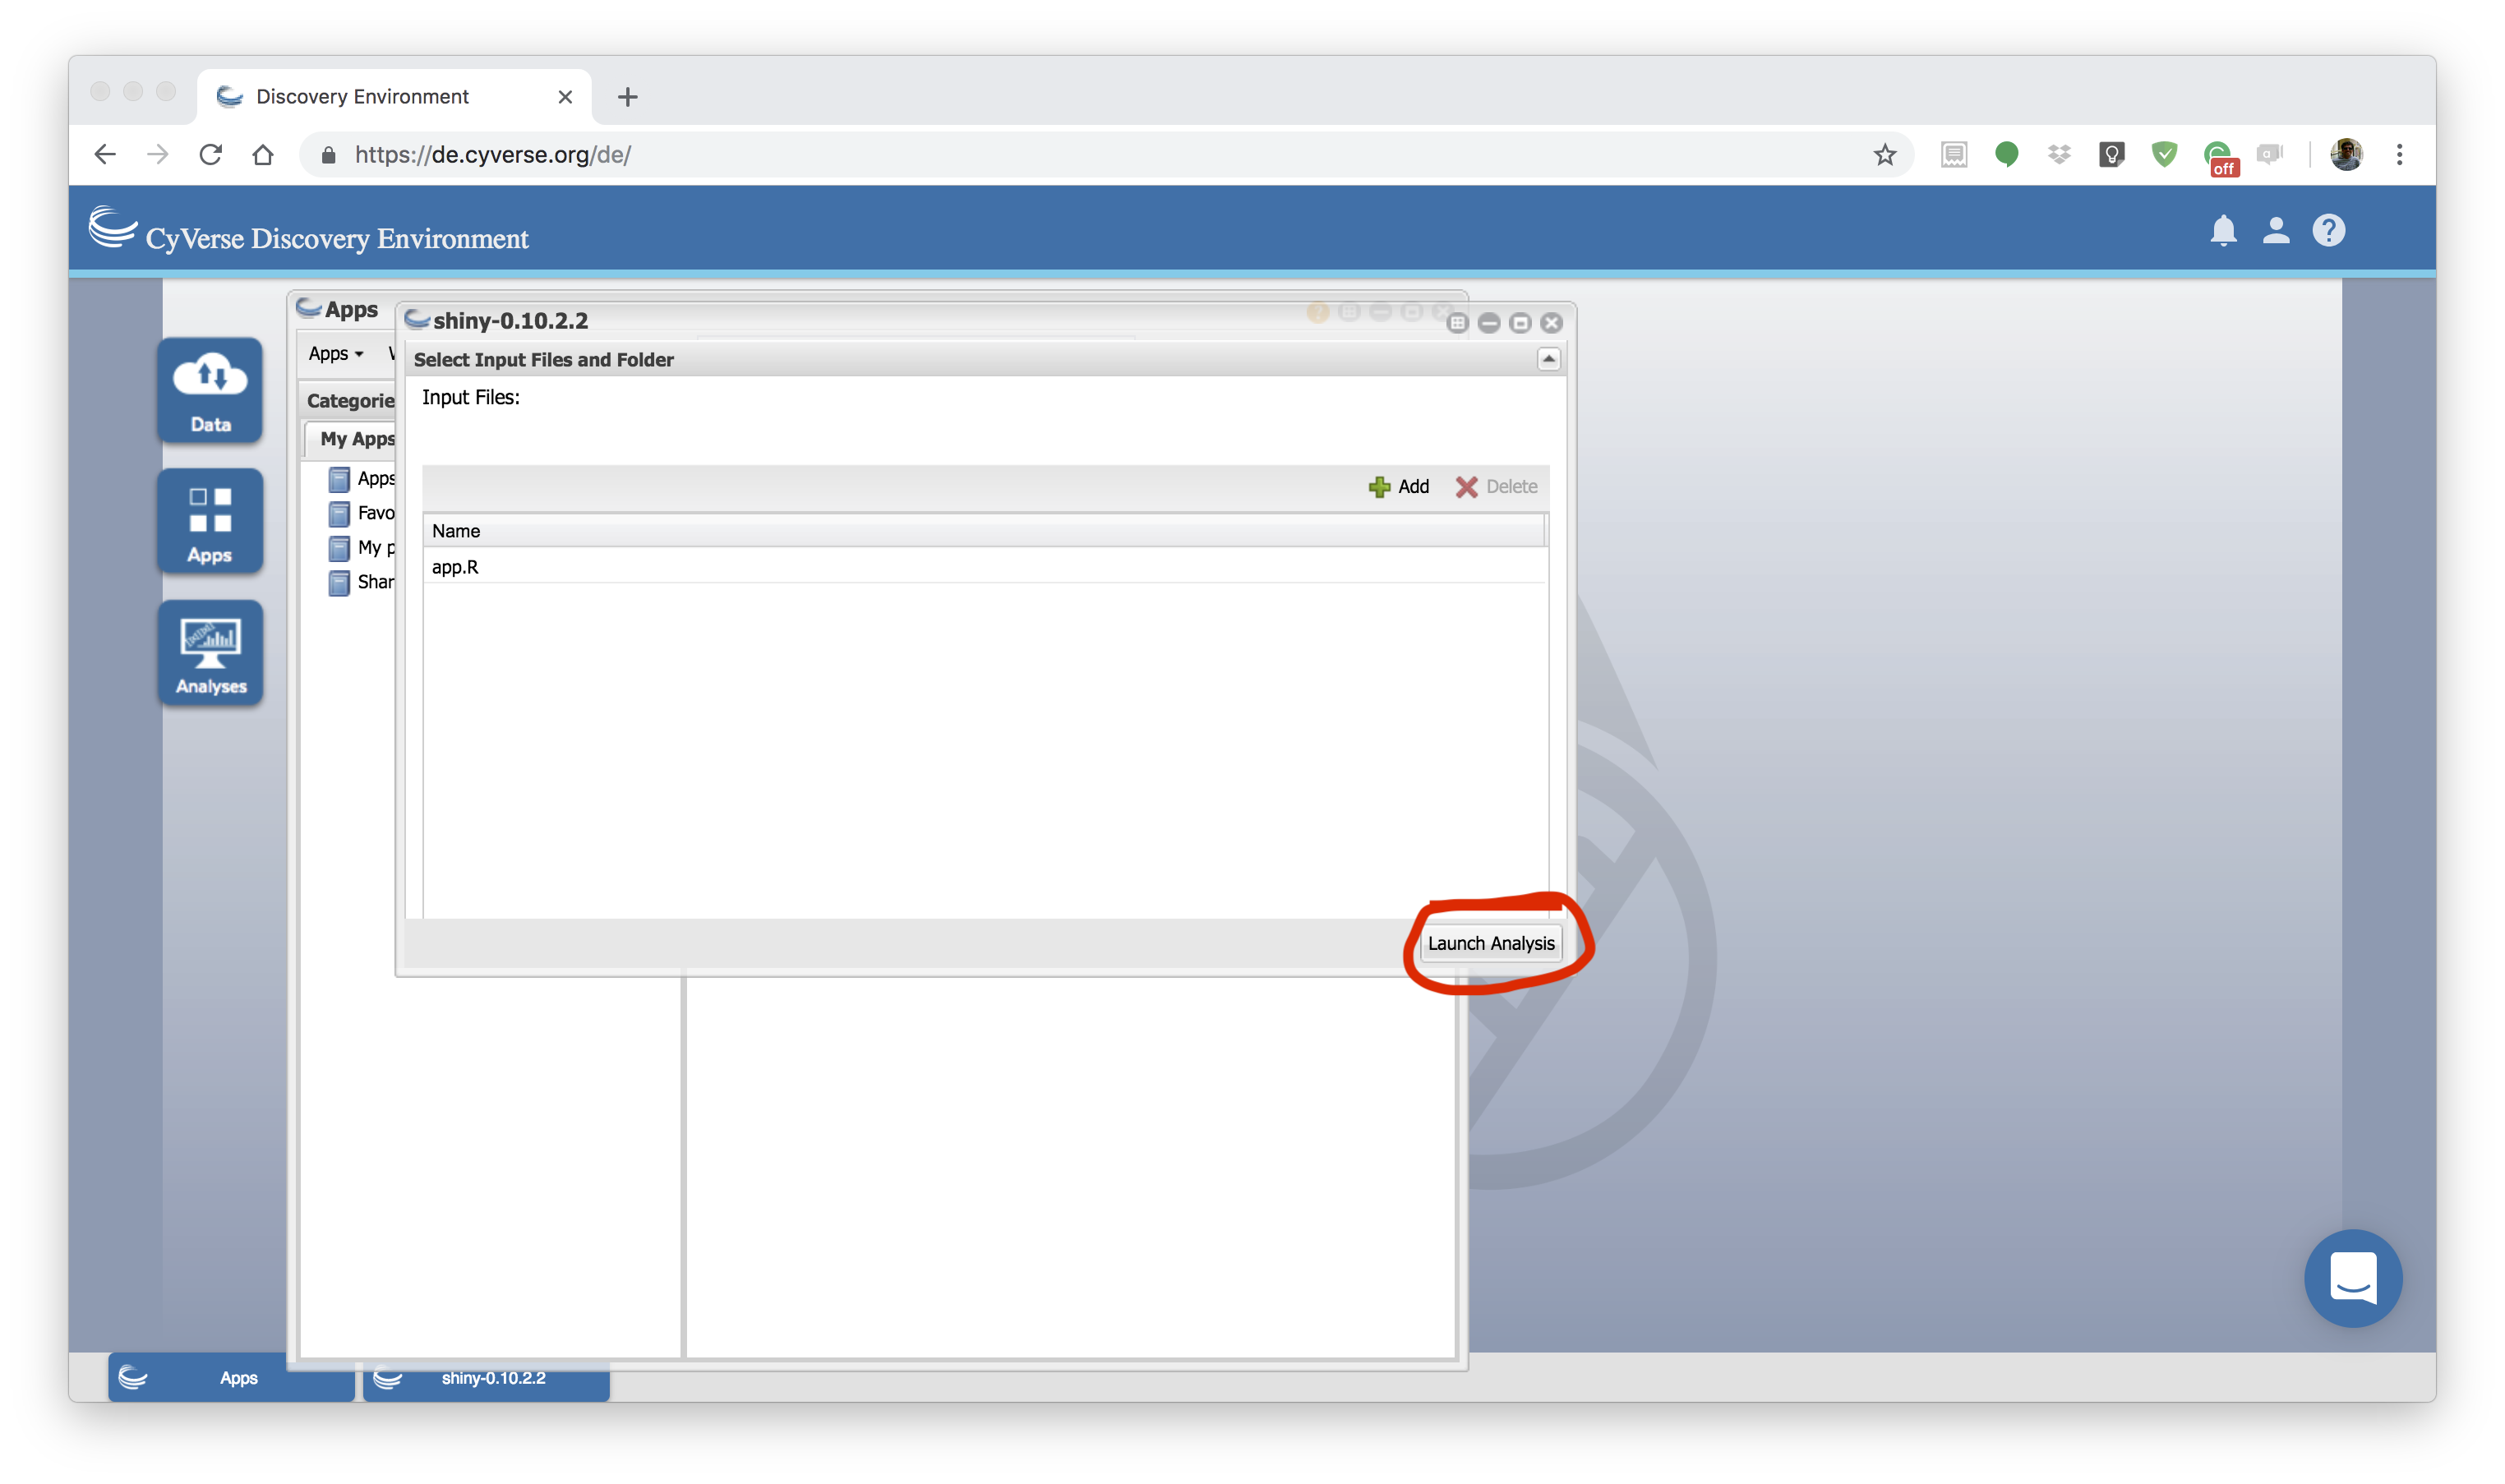 Discovery Environment
https://de.cyverse.org/de/
off
CyVerse Discovery Environment
Apps
shiny-0.10.2.2
Apps
Select Input Files and Folder
Input Files:
Data
Categorie
My Apps
Add Delete
Apps
Favo
Name
My p
app.R
Apps
Shar
Analyses
Launch Analysis
Apps
shiny-0.10.2.2